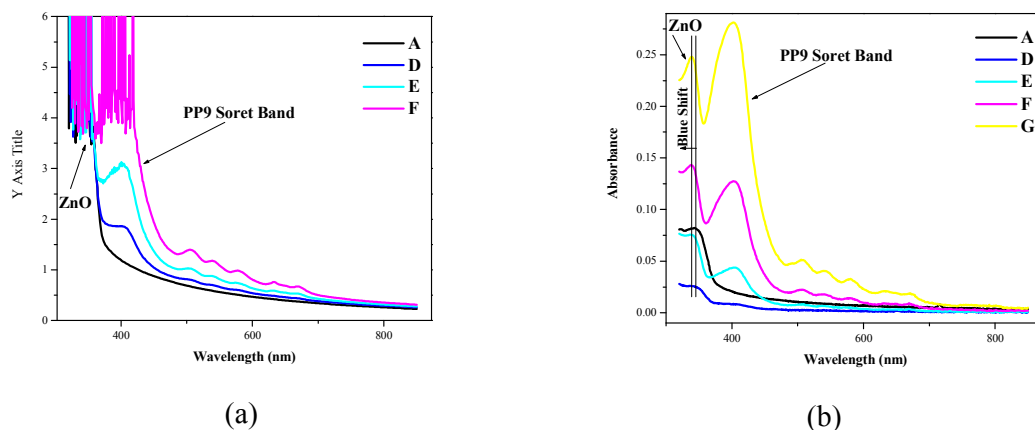 6
5
4
3
2
1
0
400
600
800
Y Axis Title
Wavelength (nm)
A
D
E
F
PP9 Soret Band
ZnO
(a)
0.25
0.20
0.15
0.10
0.05
0.00
400
600
800
Absorbance
Wavelength (nm)
ZnO
Blue Shift
PP9 Soret Band
A
D
E
F
G
(b)